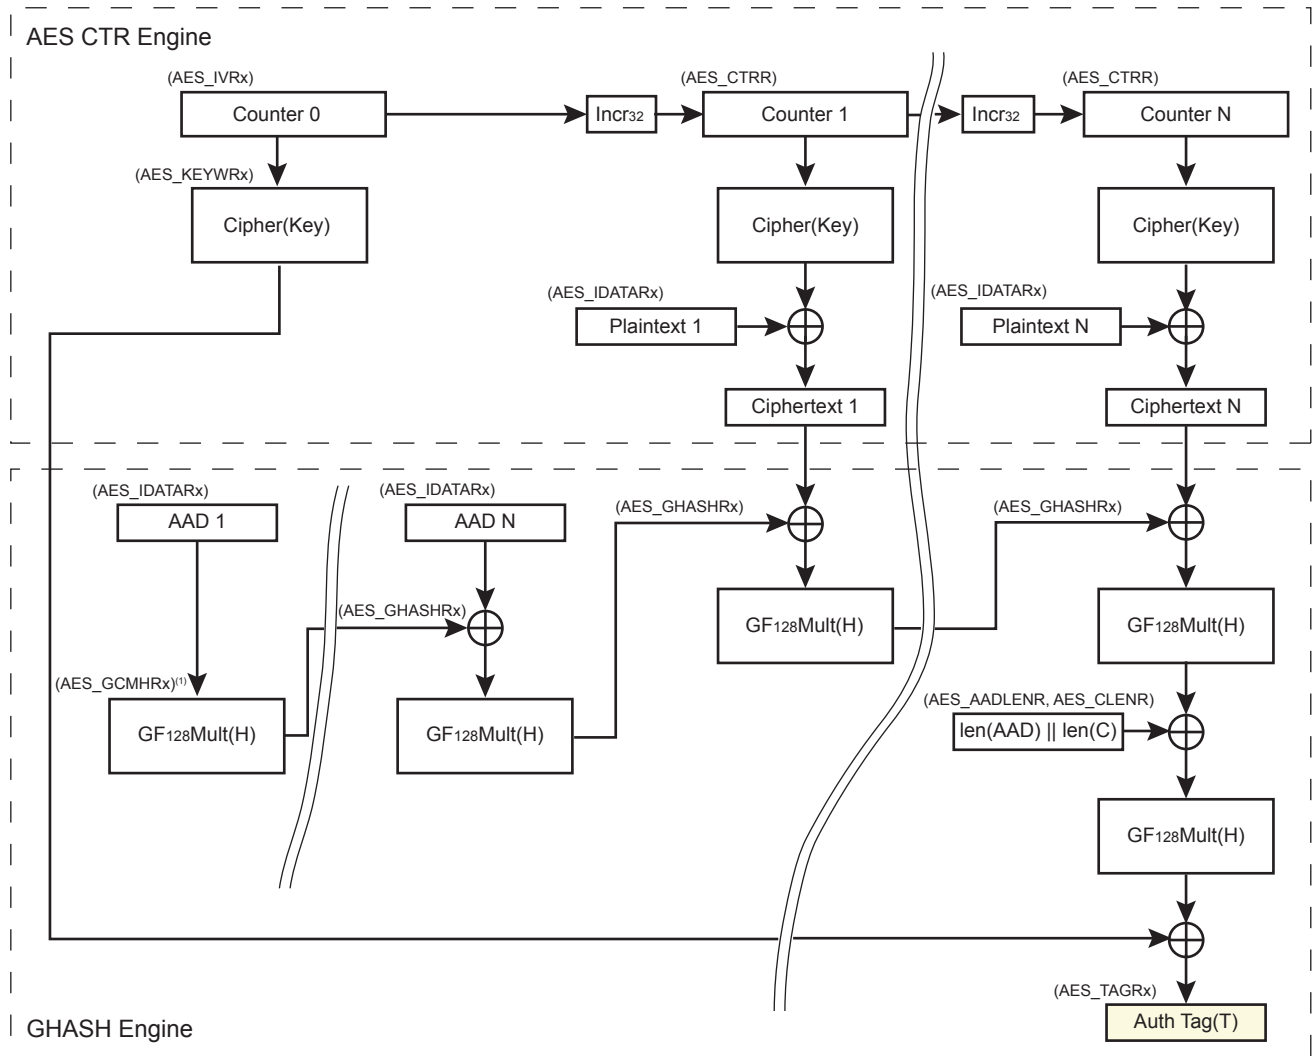 AES CTR Engine
(AES_IVRx)
Counter 0
Incr32
(AES_CTRR)
Counter 1
Incr32
(AES_CTRR)
Counter N
(AES_KEYWRx)
Cipher(Key)
Cipher(Key)
Cipher(Key)
(AES_IDATARx)
Plaintext 1
(AES_IDATARx)
Plaintext N
Ciphertext 1
Ciphertext N
(AES_IDATARx)
AAD 1
(AES_IDATARx)
AAD N
(AES_GHASHRx)
(AES_GHASHRx)
(AES_GHASHRx)
GF128Mult(H)
GF128Mult(H)
(AES_GCMHRx)(1)
GF128Mult(H)
GF128Mult(H)
(AES_AADLENR, AES_CLENR)
len(AAD) || len(C)
GF128Mult(H)
(AES_TAGRx)
Auth Tag(T)
GHASH Engine